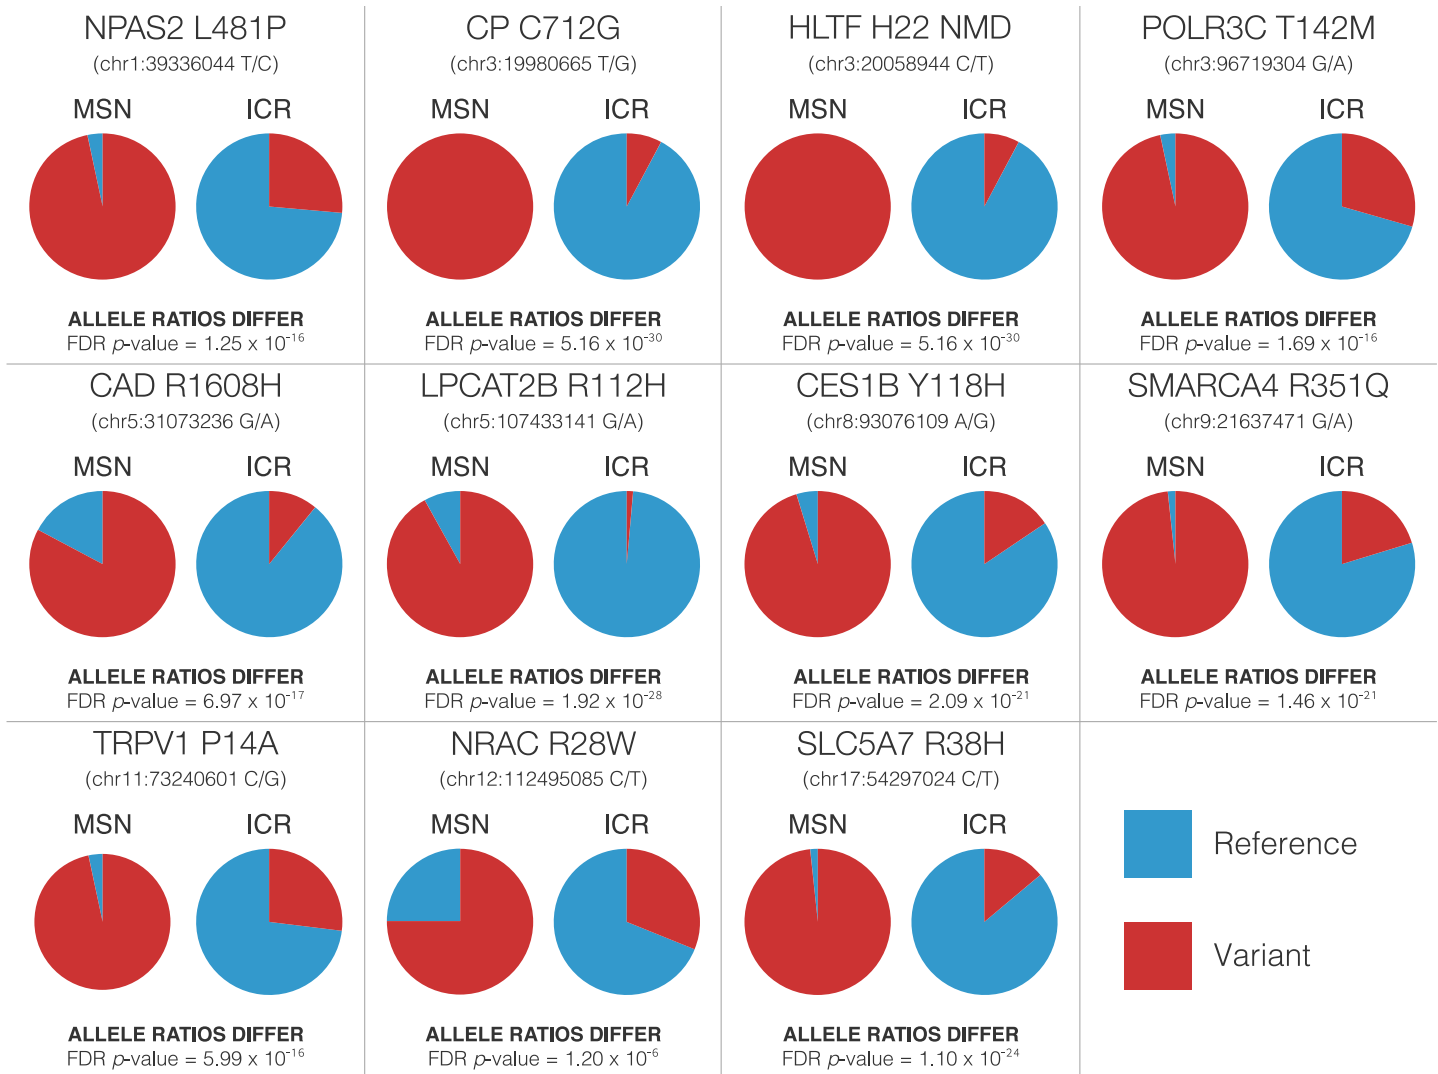 NPAS2 L481P
(chr1:39336044 T/C)
MSN
ICR
ALLELE RATIOS DIFFER
FDR p-value = 1.25 x 10⁻¹⁶
CP C712G
(chr3:19980665 T/G)
MSN
ICR
ALLELE RATIOS DIFFER
FDR p-value = 5.16 x 10⁻³⁰
HLTF H22 NMD
(chr3:20058944 C/T)
MSN
ICR
ALLELE RATIOS DIFFER
FDR p-value = 5.16 x 10⁻³⁰
POLR3C T142M
(chr3:96719304 G/A)
MSN
ICR
ALLELE RATIOS DIFFER
FDR p-value = 1.69 x 10⁻¹⁶
CAD R1608H
(chr5:31073236 G/A)
MSN
ICR
ALLELE RATIOS DIFFER
FDR p-value = 6.97 x 10⁻¹⁷
LPCAT2B R112H
(chr5:107433141 G/A)
MSN
ICR
ALLELE RATIOS DIFFER
FDR p-value = 1.92 x 10⁻²⁸
CES1B Y118H
(chr8:93076109 A/G)
MSN
ICR
ALLELE RATIOS DIFFER
FDR p-value = 2.09 x 10⁻²¹
SMARCA4 R351Q
(chr9:21637471 G/A)
MSN
ICR
ALLELE RATIOS DIFFER
FDR p-value = 1.46 x 10⁻²¹
TRPV1 P14A
(chr11:73240601 C/G)
MSN
ICR
ALLELE RATIOS DIFFER
FDR p-value = 5.99 x 10⁻¹⁶
NRAC R28W
(chr12:112495085 C/T)
MSN
ICR
ALLELE RATIOS DIFFER
FDR p-value = 1.20 x 10⁻⁶
SLC5A7 R38H
(chr17:54297024 C/T)
MSN
ICR
ALLELE RATIOS DIFFER
FDR p-value = 1.10 x 10⁻²⁴
Reference
Variant